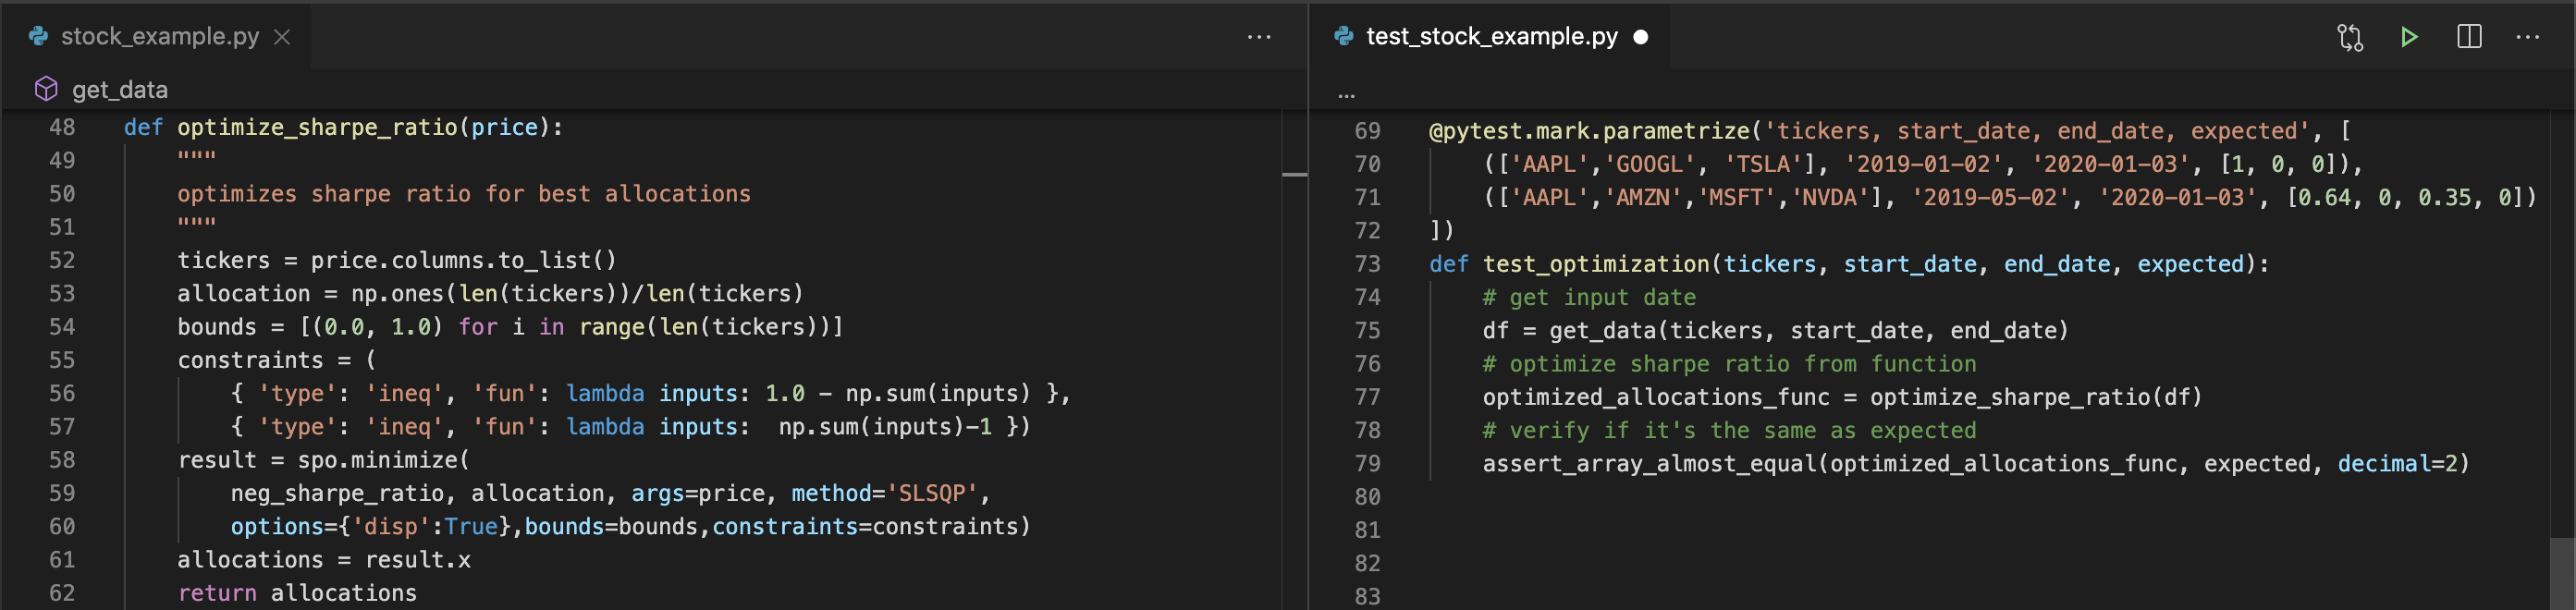 stock_example.py
...
get_data
48 def optimize_sharpe_ratio(price):
49 """
50 optimizes sharpe ratio for best allocations
51 """
52 tickers = price.columns.to_list()
53 allocation = np.ones(len(tickers))/len(tickers)
54 bounds = [(0.0, 1.0) for i in range(len(tickers))]
55 constraints = (
56 { 'type': 'ineq', 'fun': lambda inputs: 1.0 - np.sum(inputs) },
57 { 'type': 'ineq', 'fun': lambda inputs:  np.sum(inputs)-1 })
58 result = spo.minimize(
59 neg_sharpe_ratio, allocation, args=price, method='SLSQP',
60 options={'disp':True},bounds=bounds,constraints=constraints)
61 allocations = result.x
62 return allocations
test_stock_example.py
...
...
69 @pytest.mark.parametrize('tickers, start_date, end_date, expected', [
70 (['AAPL','GOOGL', 'TSLA'], '2019-01-02', '2020-01-03', [1, 0, 0]),
71 (['AAPL','AMZN','MSFT','NVDA'], '2019-05-02', '2020-01-03', [0.64, 0, 0.35, 0])
72 ])
73 def test_optimization(tickers, start_date, end_date, expected):
74 # get input date
75 df = get_data(tickers, start_date, end_date)
76 # optimize sharpe ratio from function
77 optimized_allocations_func = optimize_sharpe_ratio(df)
78 # verify if it's the same as expected
79 assert_array_almost_equal(optimized_allocations_func, expected, decimal=2)
80
81
82
83